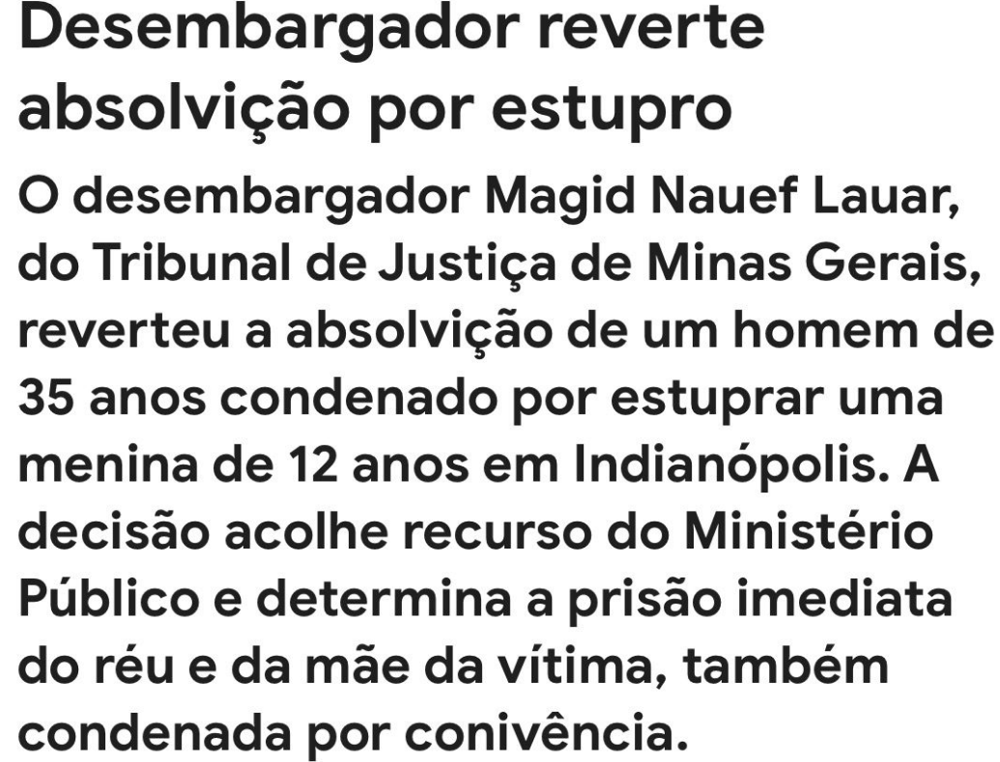 Desembargador reverte
absolvição por estupro
O desembargador Magid Nauef Lauar,
do Tribunal de Justiça de Minas Gerais,
reverteu a absolvição de um homem de
35 anos condenado por estuprar uma
menina de 12 anos em Indianópolis. A
decisão acolhe recurso do Ministério
Público e determina a prisão imediata
do réu e da mãe da vítima, também
condenada por conivência.